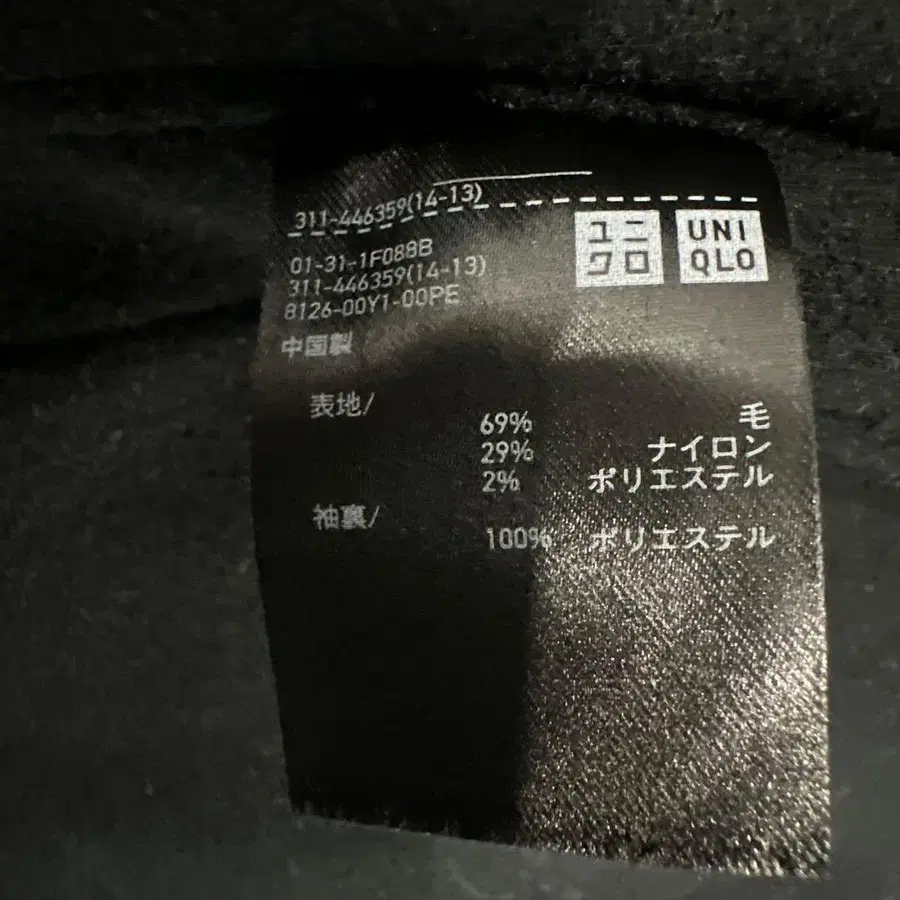 311-446359(14-13)
ユニクロ UNIQLO
01-31-1F088B
311-446359(14-13)
8126-00Y1-00PE
中国製
表地/
69% 毛
29% ナイロン
2% ポリエステル
袖裏/
100% ポリエステル